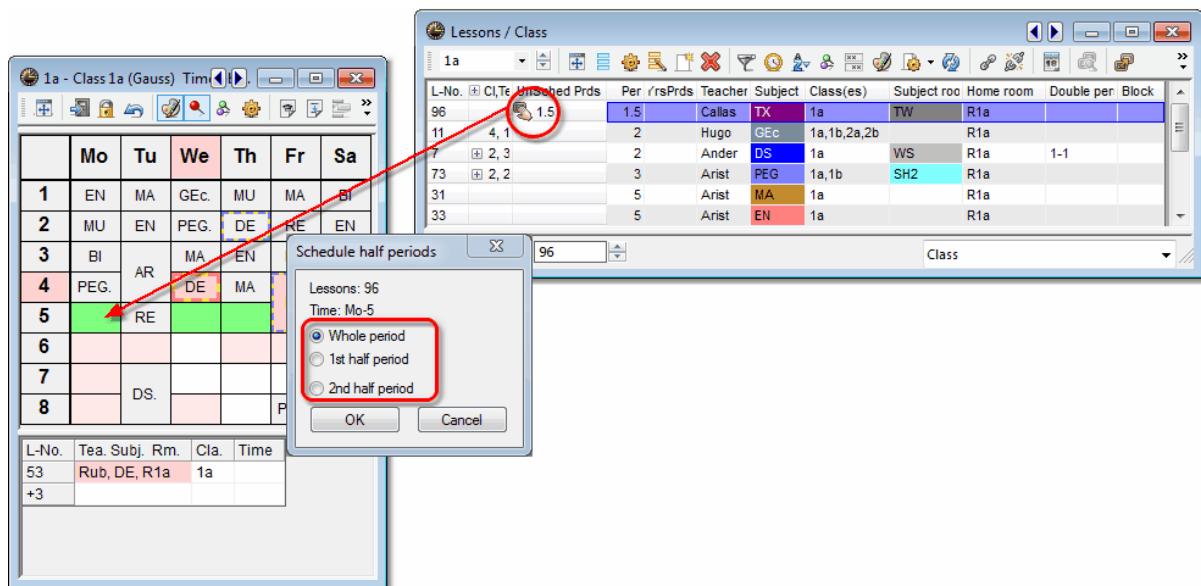 Lessons / Class
1a
L-No. Cl,Te UnSched Prds Per YrsPrds Teacher Subject Class(es) Subject roo Home room Double per Block
96 1.5 1.5 Callas TX 1a TW R1a
11 4, 1 2 Hugo GEc 1a,1b,2a,2b R1a
7 2, 3 2 Ander DS 1a WS R1a 1-1
73 2, 2 3 Arist PEG 1a,1b SH2 R1a
31 5 Arist MA 1a R1a
33 5 Arist EN 1a R1a
96 Class
1a - Class 1a (Gauss)
Mo Tu We Th Fr Sa
1 EN MA GEc. MU MA BI
2 MU EN PEG. DE RE EN
3 BI AR MA EN
4 PEG. DE MA
5 RE
6
7 DS.
8 P
L-No. Tea. Subj. Rm. Cla. Time
53 Rub, DE, R1a 1a
+3
Schedule half periods
Lessons: 96
Time: Mo-5
Whole period
1st half period
2nd half period
OK Cancel